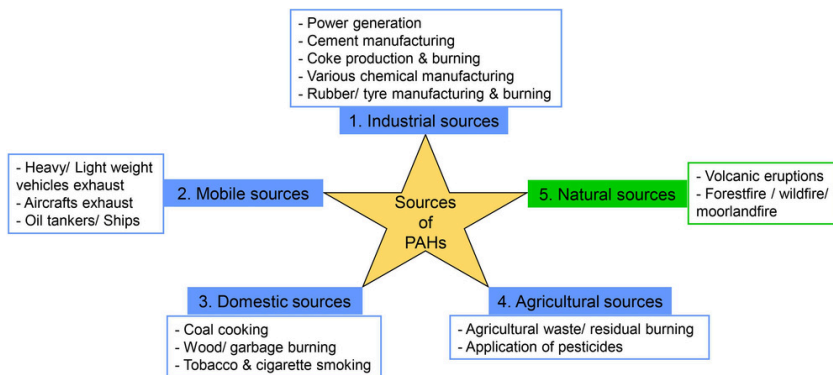 - Power generation
- Cement manufacturing
- Coke production & burning
- Various chemical manufacturing
- Rubber/ tyre manufacturing & burning
1. Industrial sources
- Heavy/ Light weight
vehicles exhaust
- Aircrafts exhaust
- Oil tankers/ Ships
2. Mobile sources
Sources
of
PAHs
5. Natural sources
- Volcanic eruptions
- Forestfire / wildfire/
moorlandfire
3. Domestic sources
- Coal cooking
- Wood/ garbage burning
- Tobacco & cigarette smoking
4. Agricultural sources
- Agricultural waste/ residual burning
- Application of pesticides